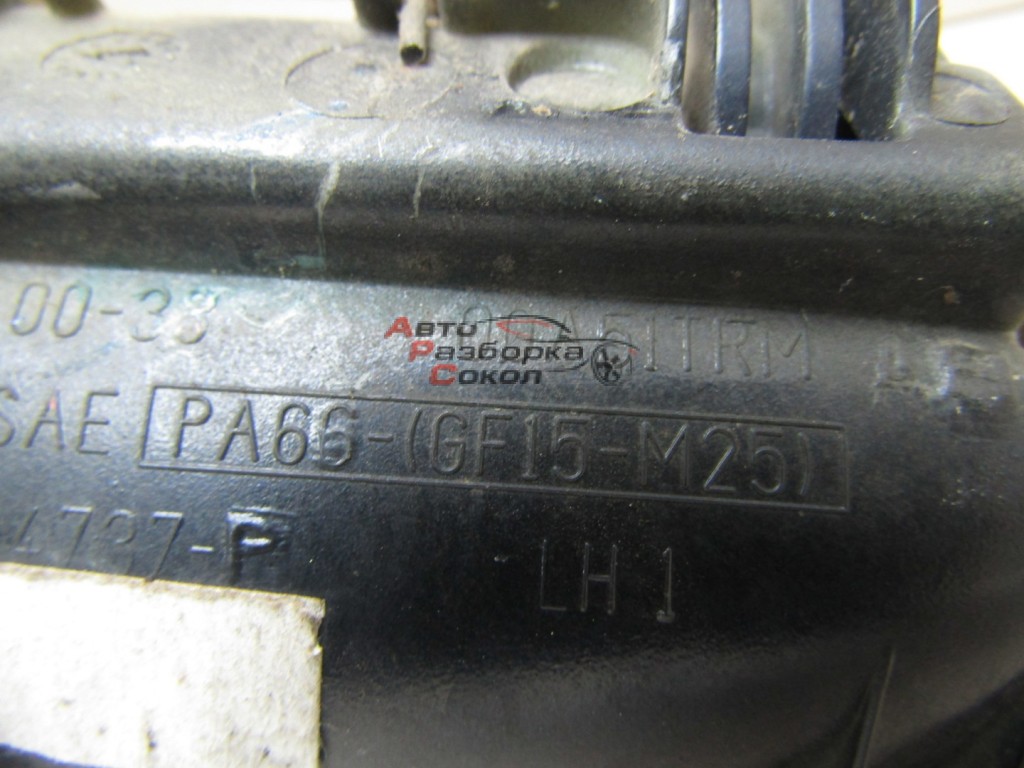 00-38
АВТО
РАЗБОРКА
СОКОЛ
SAE PA66-(GF15-M25)
LH 1